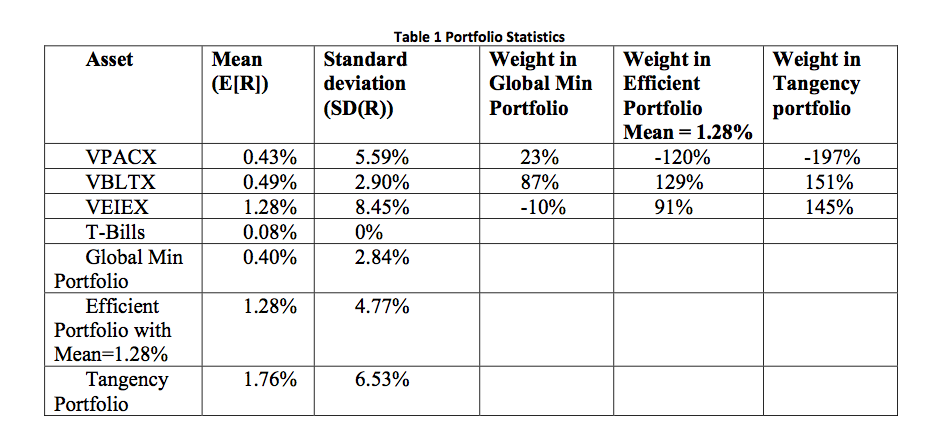 Table 1 Portfolio Statistics
Asset Mean Standard Weight in Weight in Weight in
(E[R]) deviation Global Min Efficient Tangency
(SD(R)) Portfolio Portfolio portfolio
Mean = 1.28%
VPACX 0.43% 5.59% 23% -120% -197%
VBLTX 0.49% 2.90% 87% 129% 151%
VEIEX 1.28% 8.45% -10% 91% 145%
T-Bills 0.08% 0%
Global Min 0.40% 2.84%
Portfolio
Efficient 1.28% 4.77%
Portfolio with
Mean=1.28%
Tangency 1.76% 6.53%
Portfolio